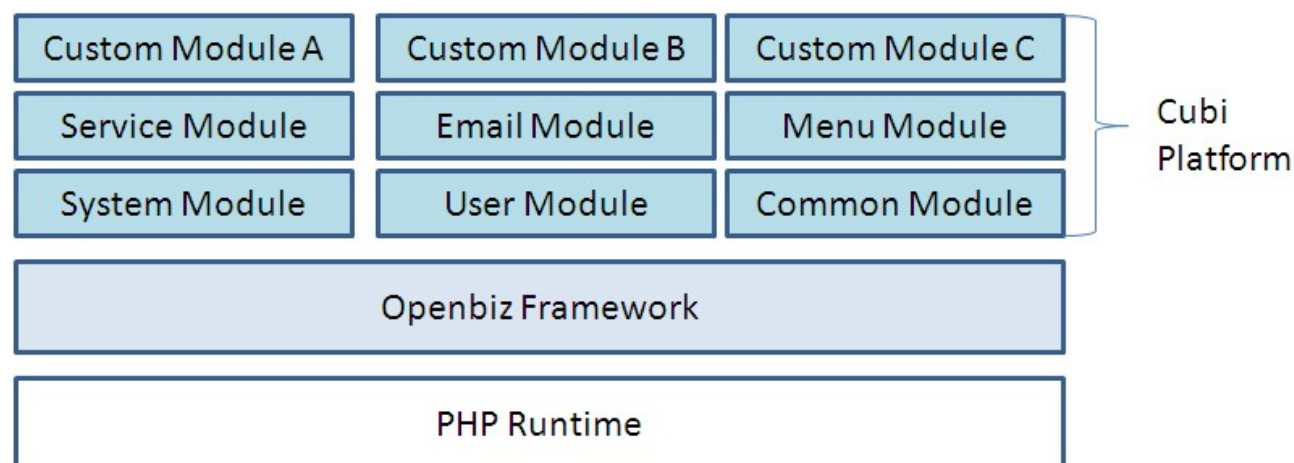 Custom Module A
Custom Module B
Custom Module C
Service Module
Email Module
Menu Module
Cubi
Platform
System Module
User Module
Common Module
Openbiz Framework
PHP Runtime